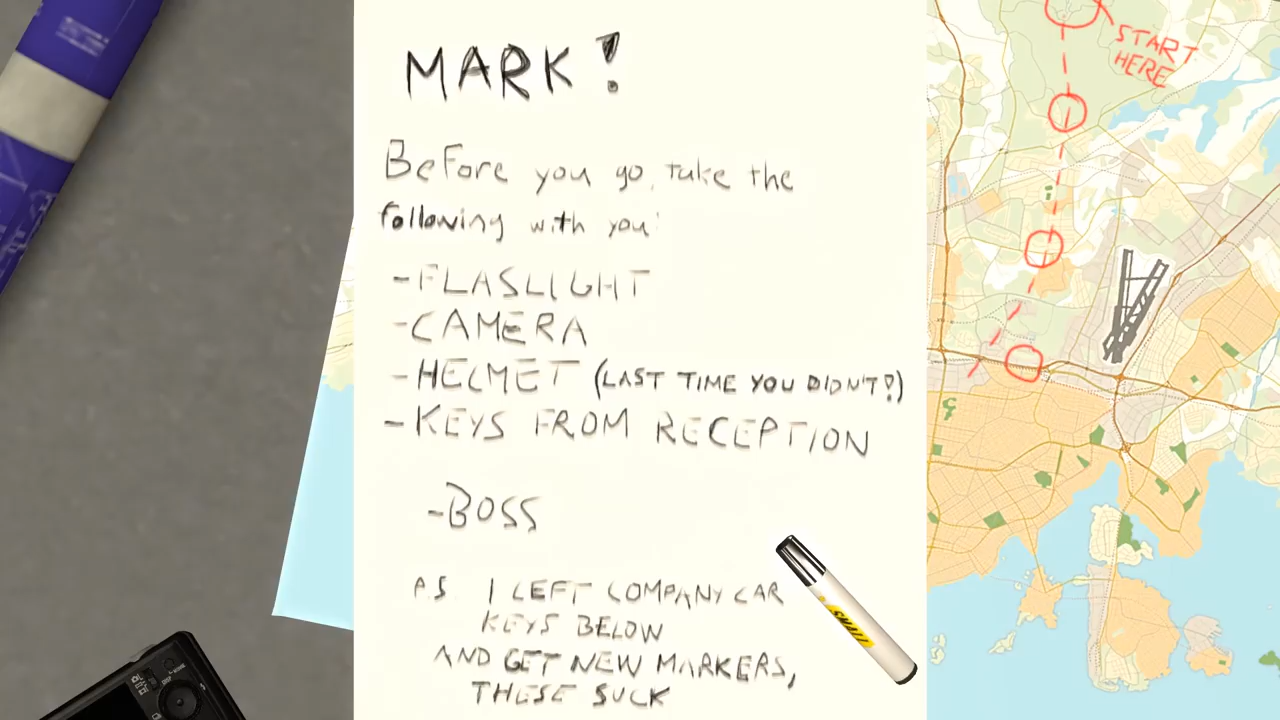 MARK!
Before you go, take the
following with you:
-FLASLIGHT
-CAMERA
-HELMET (LAST TIME YOU DIDN'T!)
-KEYS FROM RECEPTION
-BOSS
P.S. I LEFT COMPANY CAR
KEYS BELOW
AND GET NEW MARKERS,
THESE SUCK
START
HERE
SMALL